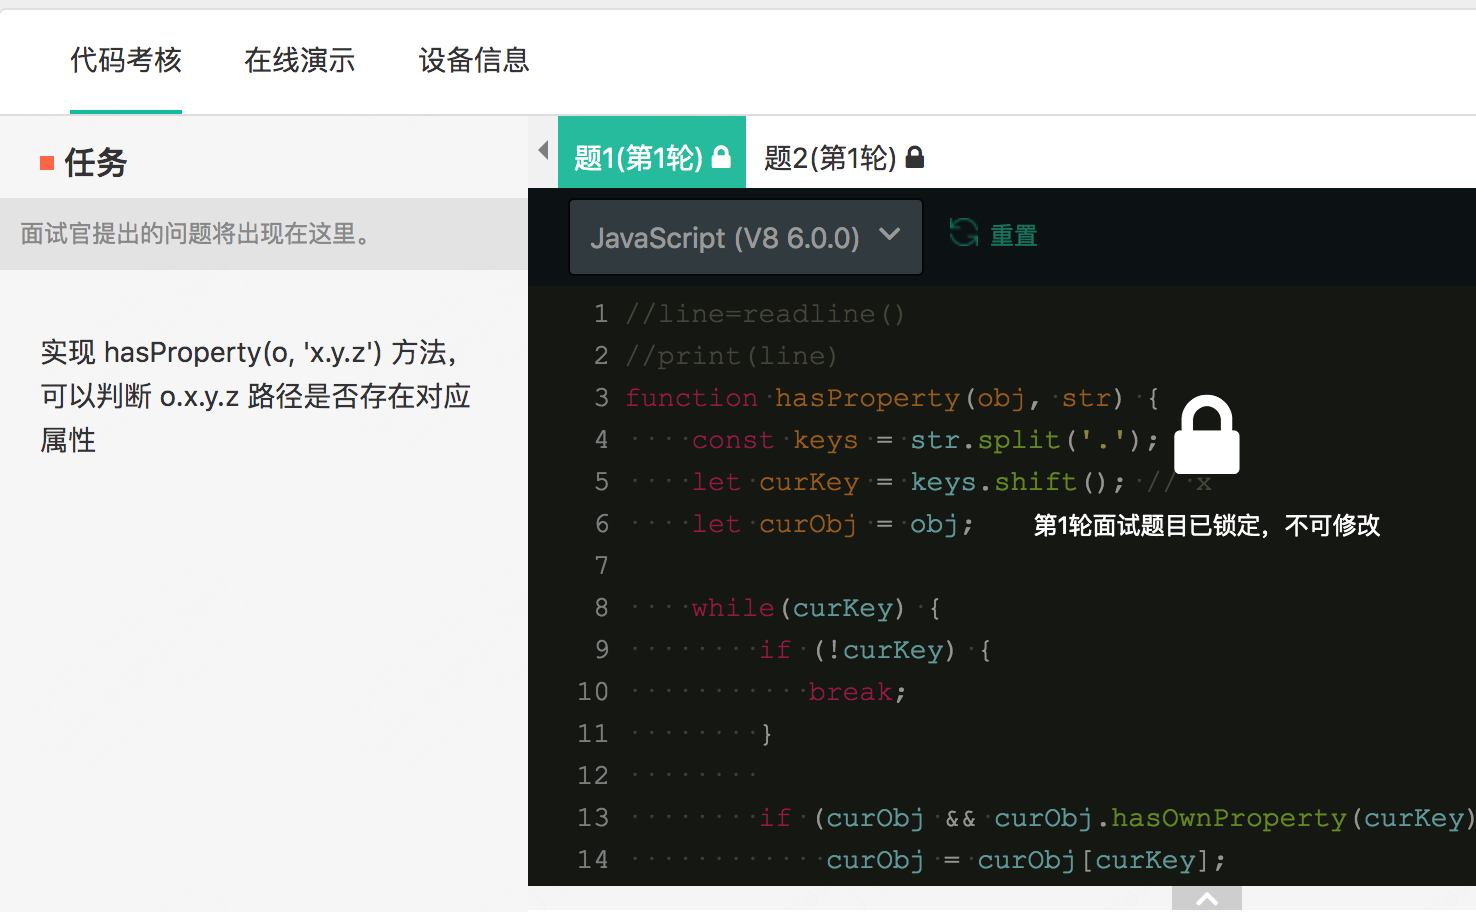 代码考核 在线演示 设备信息
任务
面试官提出的问题将出现在这里。
实现 hasProperty(o, 'x.y.z') 方法，
可以判断 o.x.y.z 路径是否存在对应
属性
题1(第1轮) 题2(第1轮)
JavaScript (V8 6.0.0) 重置
1 //line=readline()
2 //print(line)
3 function hasProperty(obj, str) {
4 const keys = str.split('.');
5 let curKey = keys.shift(); // x
6 let curObj = obj;
第1轮面试题目已锁定，不可修改
7
8 while(curKey) {
9 if (!curKey) {
10 break;
11 }
12
13 if (curObj && curObj.hasOwnProperty(curKey)
14 curObj = curObj[curKey];